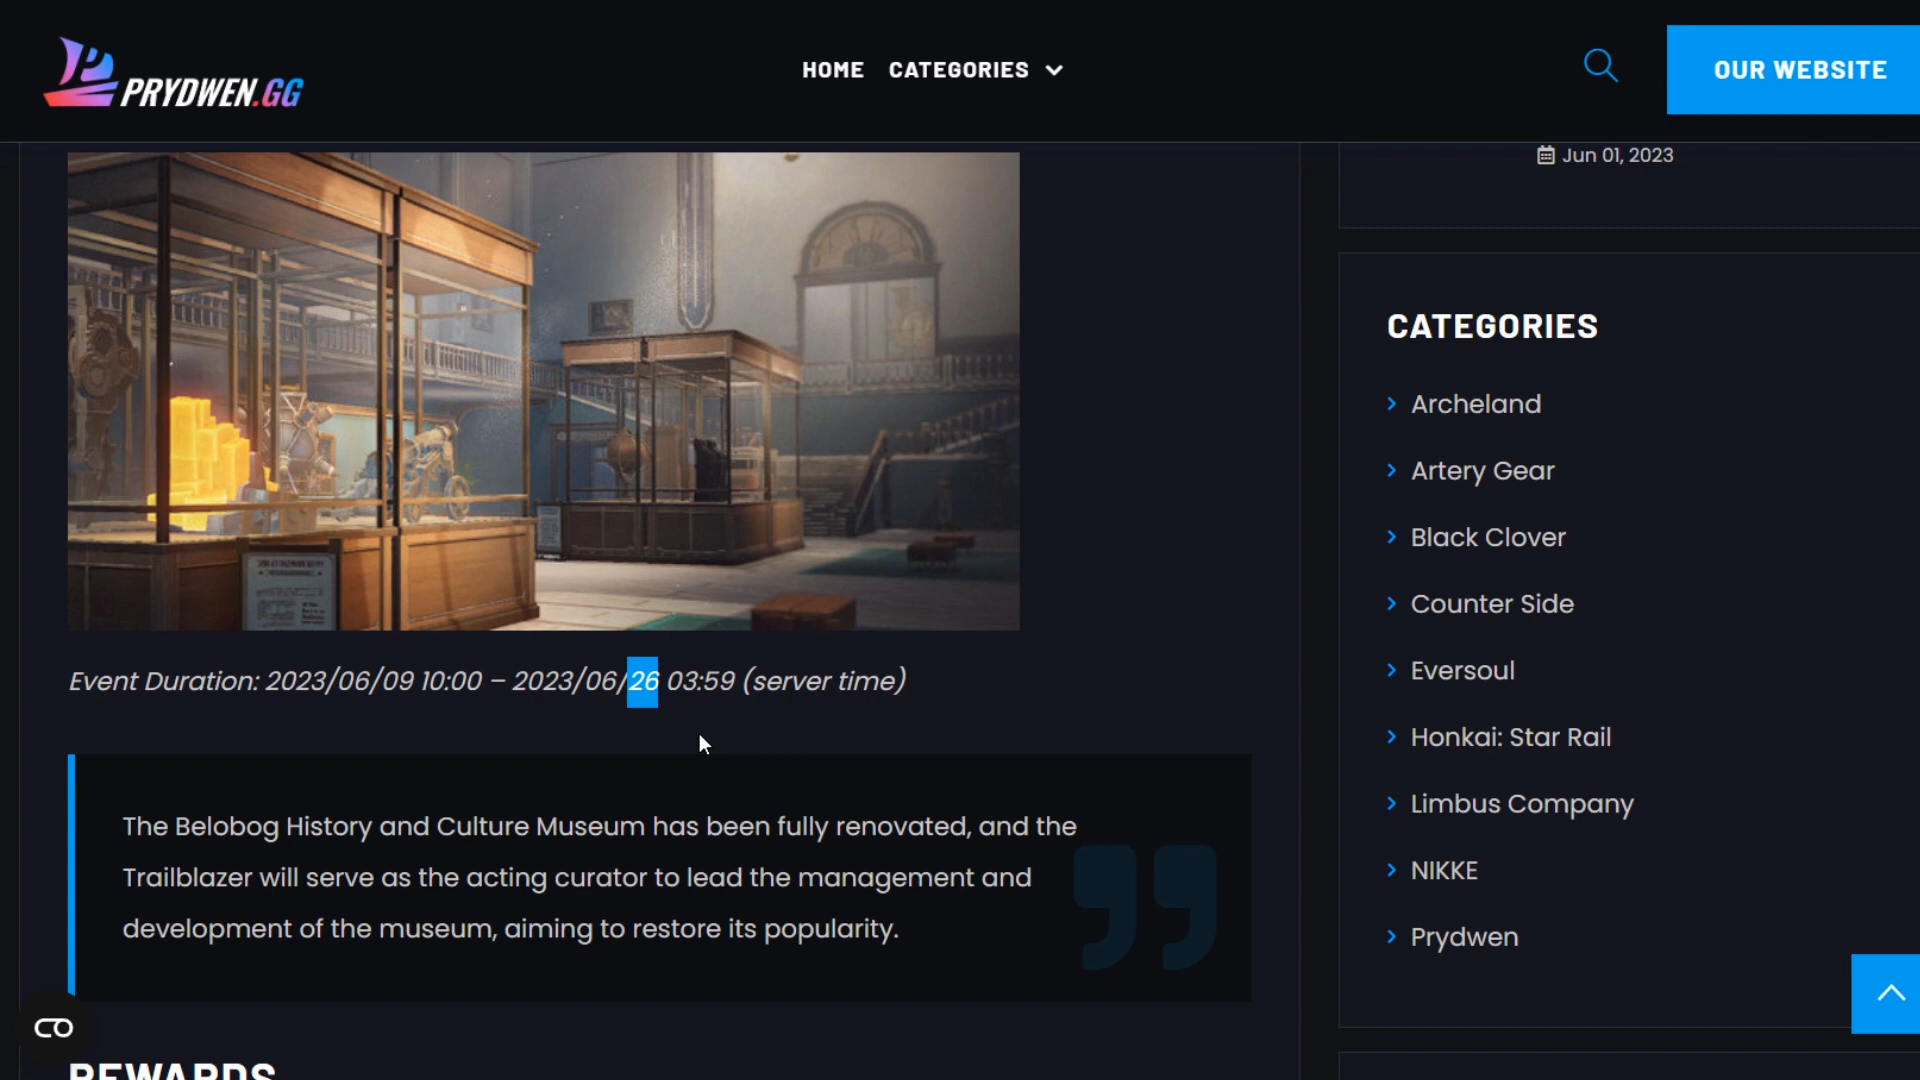 PRYDWEN.GG
HOME CATEGORIES
OUR WEBSITE
Jun 01, 2023
Event Duration: 2023/06/09 10:00 – 2023/06/26 03:59 (server time)
The Belobog History and Culture Museum has been fully renovated, and the
Trailblazer will serve as the acting curator to lead the management and
development of the museum, aiming to restore its popularity.
REWARDS
CATEGORIES
Archeland
Artery Gear
Black Clover
Counter Side
Eversoul
Honkai: Star Rail
Limbus Company
NIKKE
Prydwen